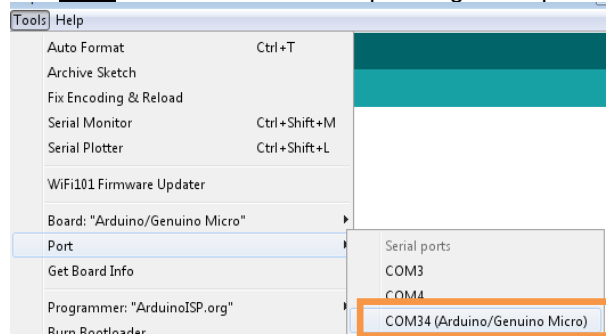 Tools Help
Auto Format Ctrl+T
Archive Sketch
Fix Encoding & Reload
Serial Monitor Ctrl+Shift+M
Serial Plotter Ctrl+Shift+L
WiFi101 Firmware Updater
Board: "Arduino/Genuino Micro"
Port
Serial ports
Get Board Info
COM3
COM4
Programmer: "ArduinoISP.org"
COM34 (Arduino/Genuino Micro)
Burn Bootloader